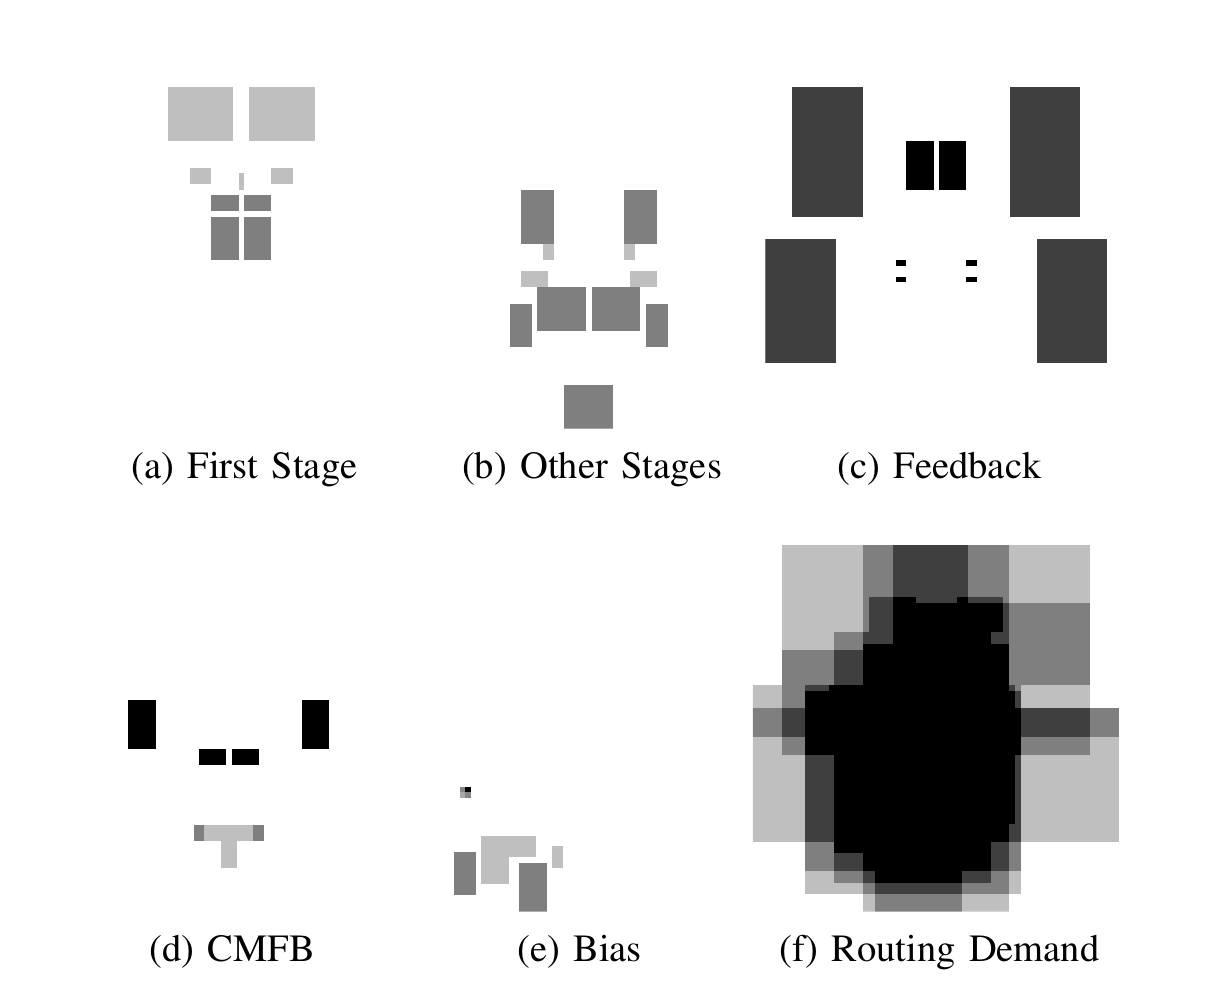 (a) First Stage
(b) Other Stages
(c) Feedback
(d) CMFB
(e) Bias
(f) Routing Demand